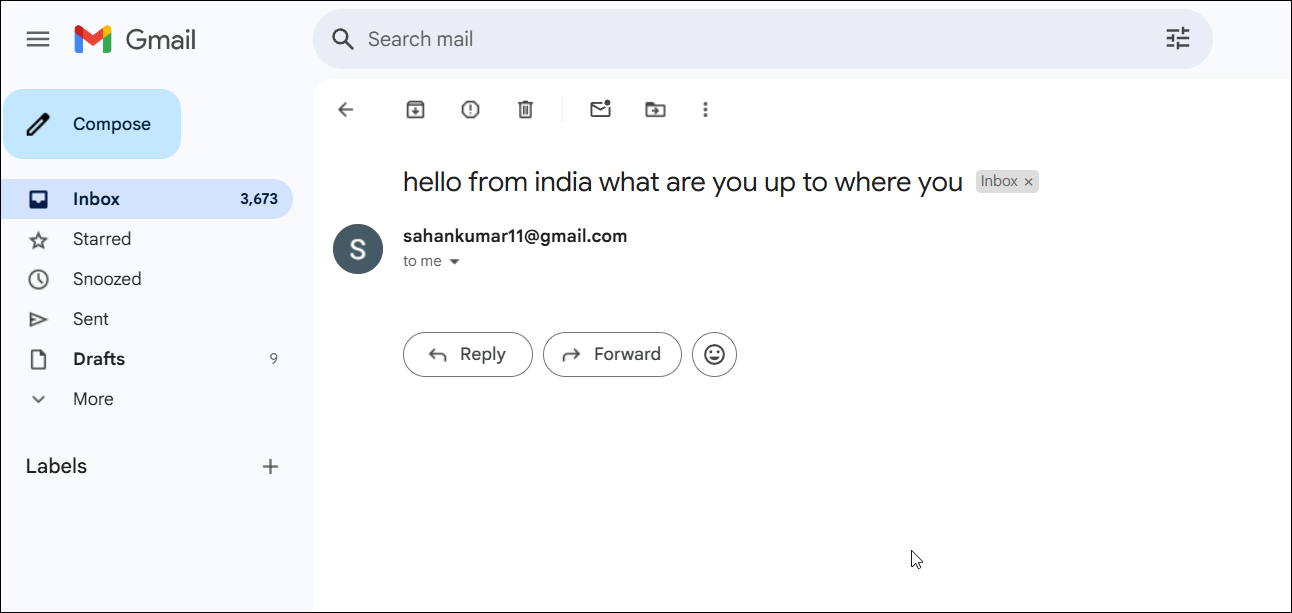 Gmail
Search mail
Compose
Inbox 3,673
Starred
Snoozed
Sent
Drafts 9
More
Labels
hello from india what are you up to where you Inbox ×
S
sahankumar11@gmail.com
to me
Reply Forward